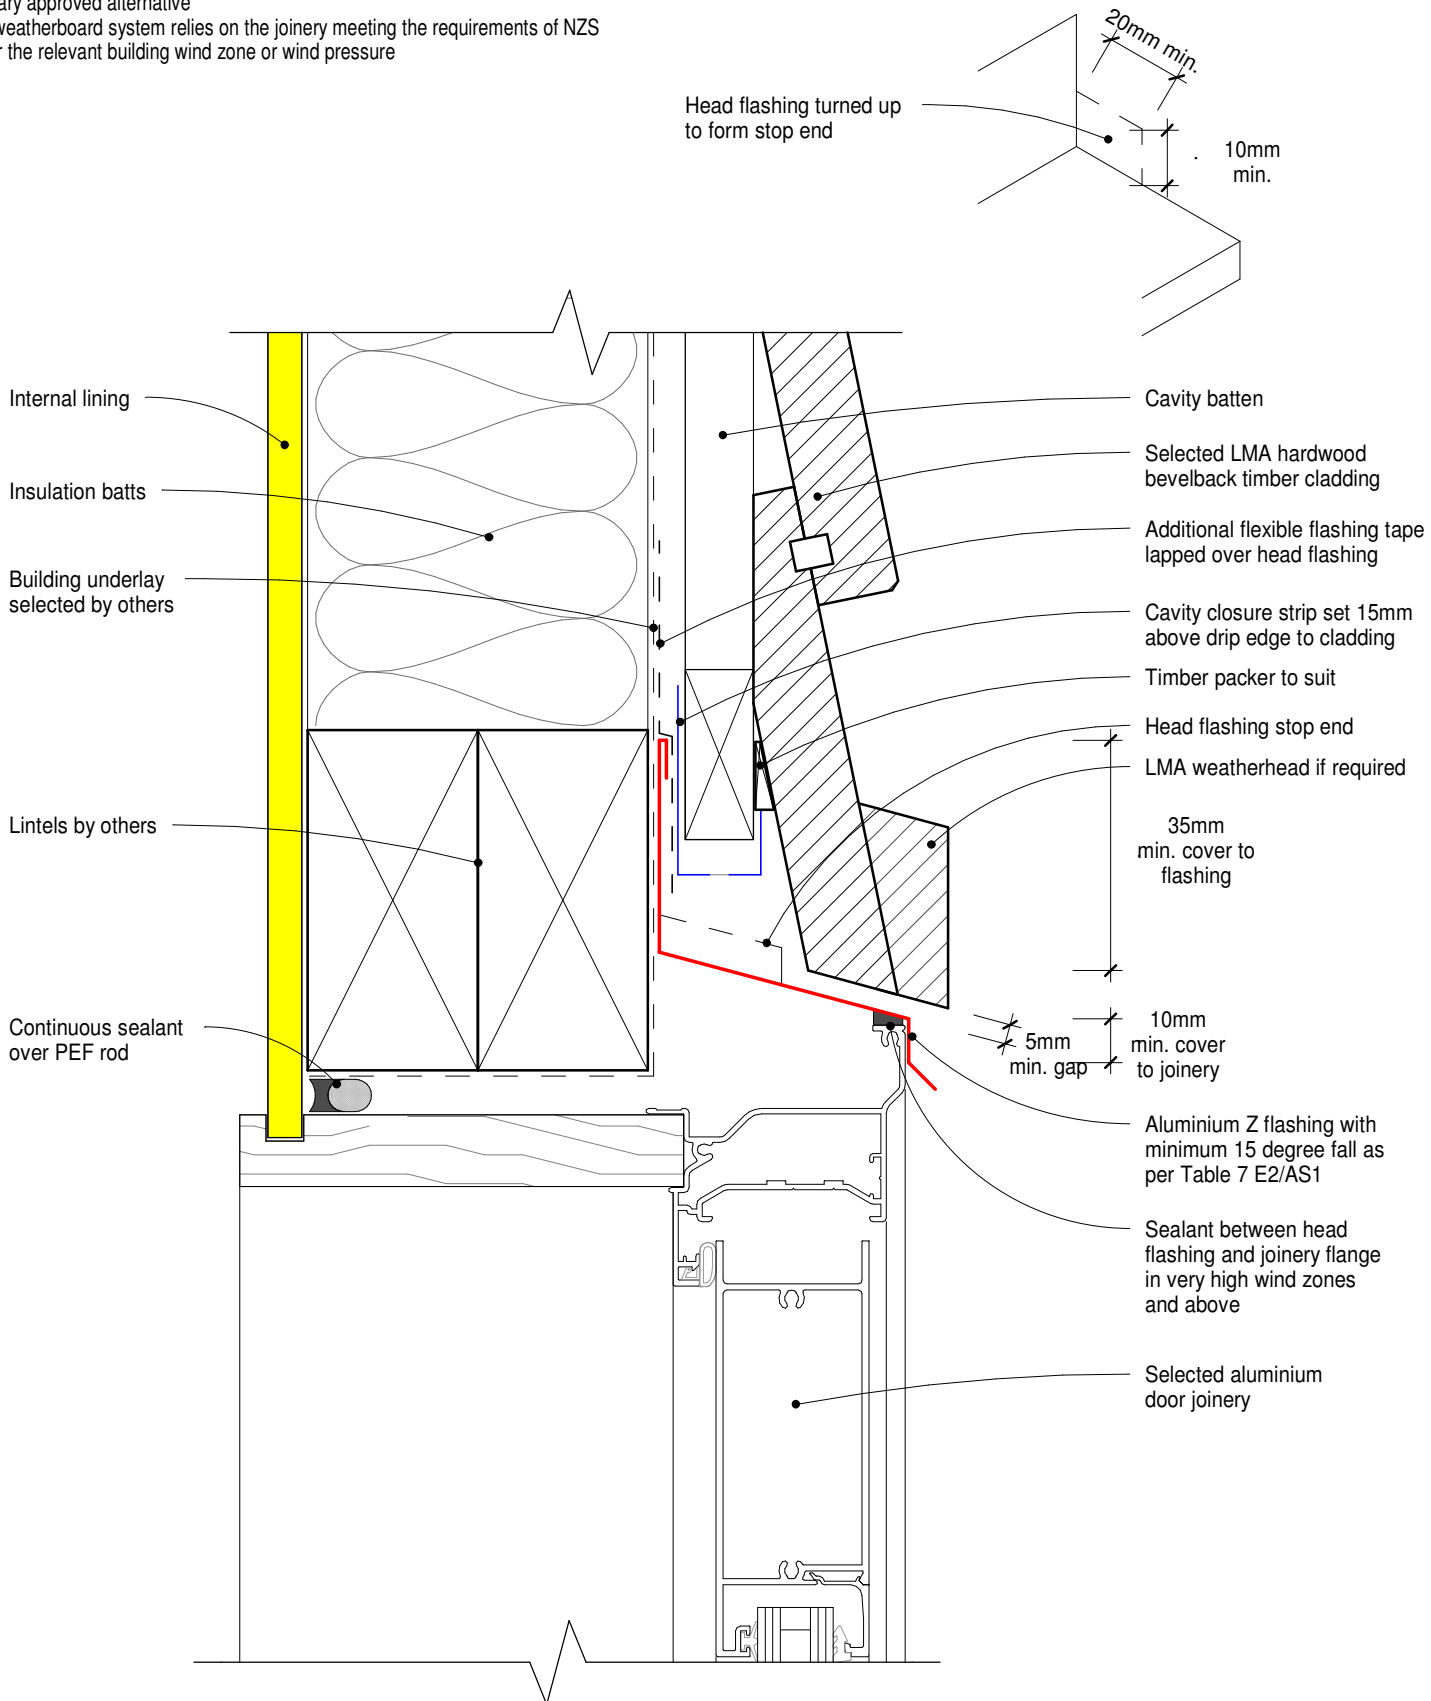 ary approved alternative
weatherboard system relies on the joinery meeting the requirements of NZS
r the relevant building wind zone or wind pressure
20mm min.
Head flashing turned up
to form stop end
10mm
min.
Internal lining
Insulation batts
Building underlay
selected by others
Lintels by others
Continuous sealant
over PEF rod
Cavity batten
Selected LMA hardwood
bevelback timber cladding
Additional flexible flashing tape
lapped over head flashing
Cavity closure strip set 15mm
above drip edge to cladding
Timber packer to suit
Head flashing stop end
LMA weatherhead if required
35mm
min. cover to
flashing
5mm
min. gap
10mm
min. cover
to joinery
Aluminium Z flashing with
minimum 15 degree fall as
per Table 7 E2/AS1
Sealant between head
flashing and joinery flange
in very high wind zones
and above
Selected aluminium
door joinery